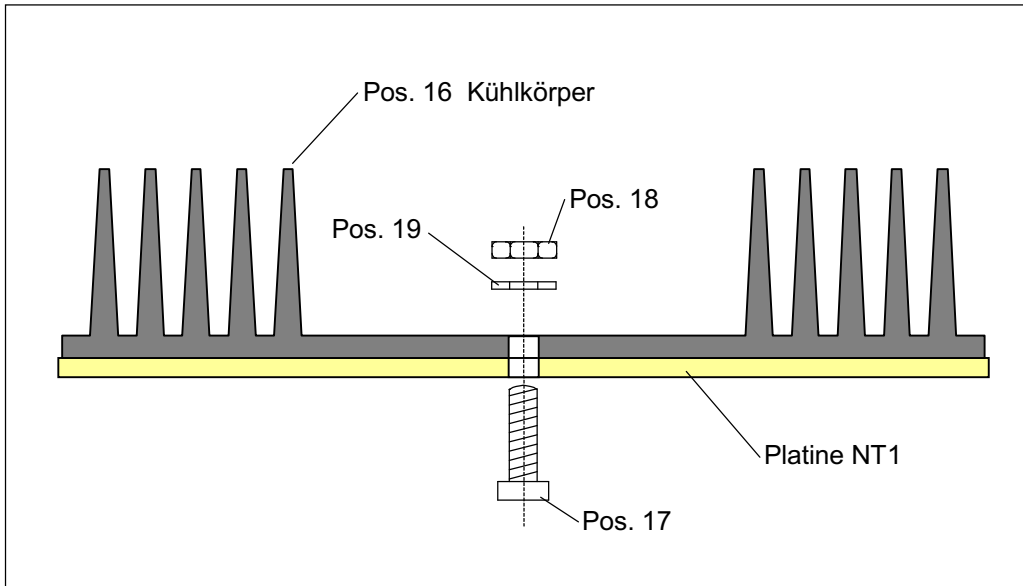 Pos. 16  Kühlkörper
Pos. 18
Pos. 19
Platine NT1
Pos. 17